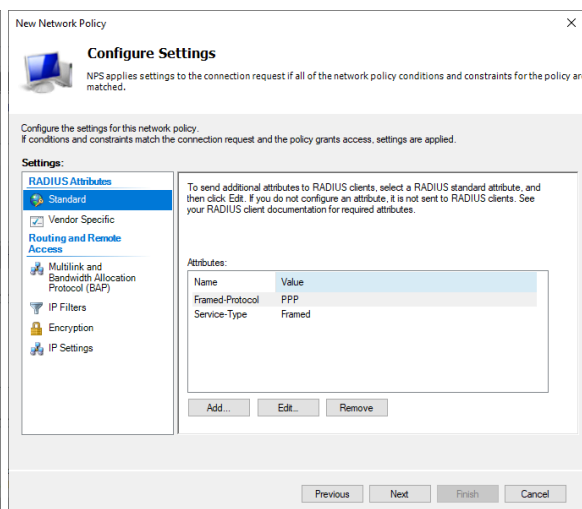 New Network Policy
Configure Settings
NPS applies settings to the connection request if all of the network policy conditions and constraints for the policy are
matched.
Configure the settings for this network policy.
If conditions and constraints match the connection request and the policy grants access, settings are applied.
Settings:
RADIUS Attributes
Standard
Vendor Specific
Routing and Remote
Access
Multilink and
Bandwidth Allocation
Protocol (BAP)
IP Filters
Encryption
IP Settings
To send additional attributes to RADIUS clients, select a RADIUS standard attribute, and
then click Edit. If you do not configure an attribute, it is not sent to RADIUS clients. See
your RADIUS client documentation for required attributes.
Attributes:
Name Value
Framed-Protocol PPP
Service-Type Framed
Add... Edit... Remove
Previous Next Finish Cancel